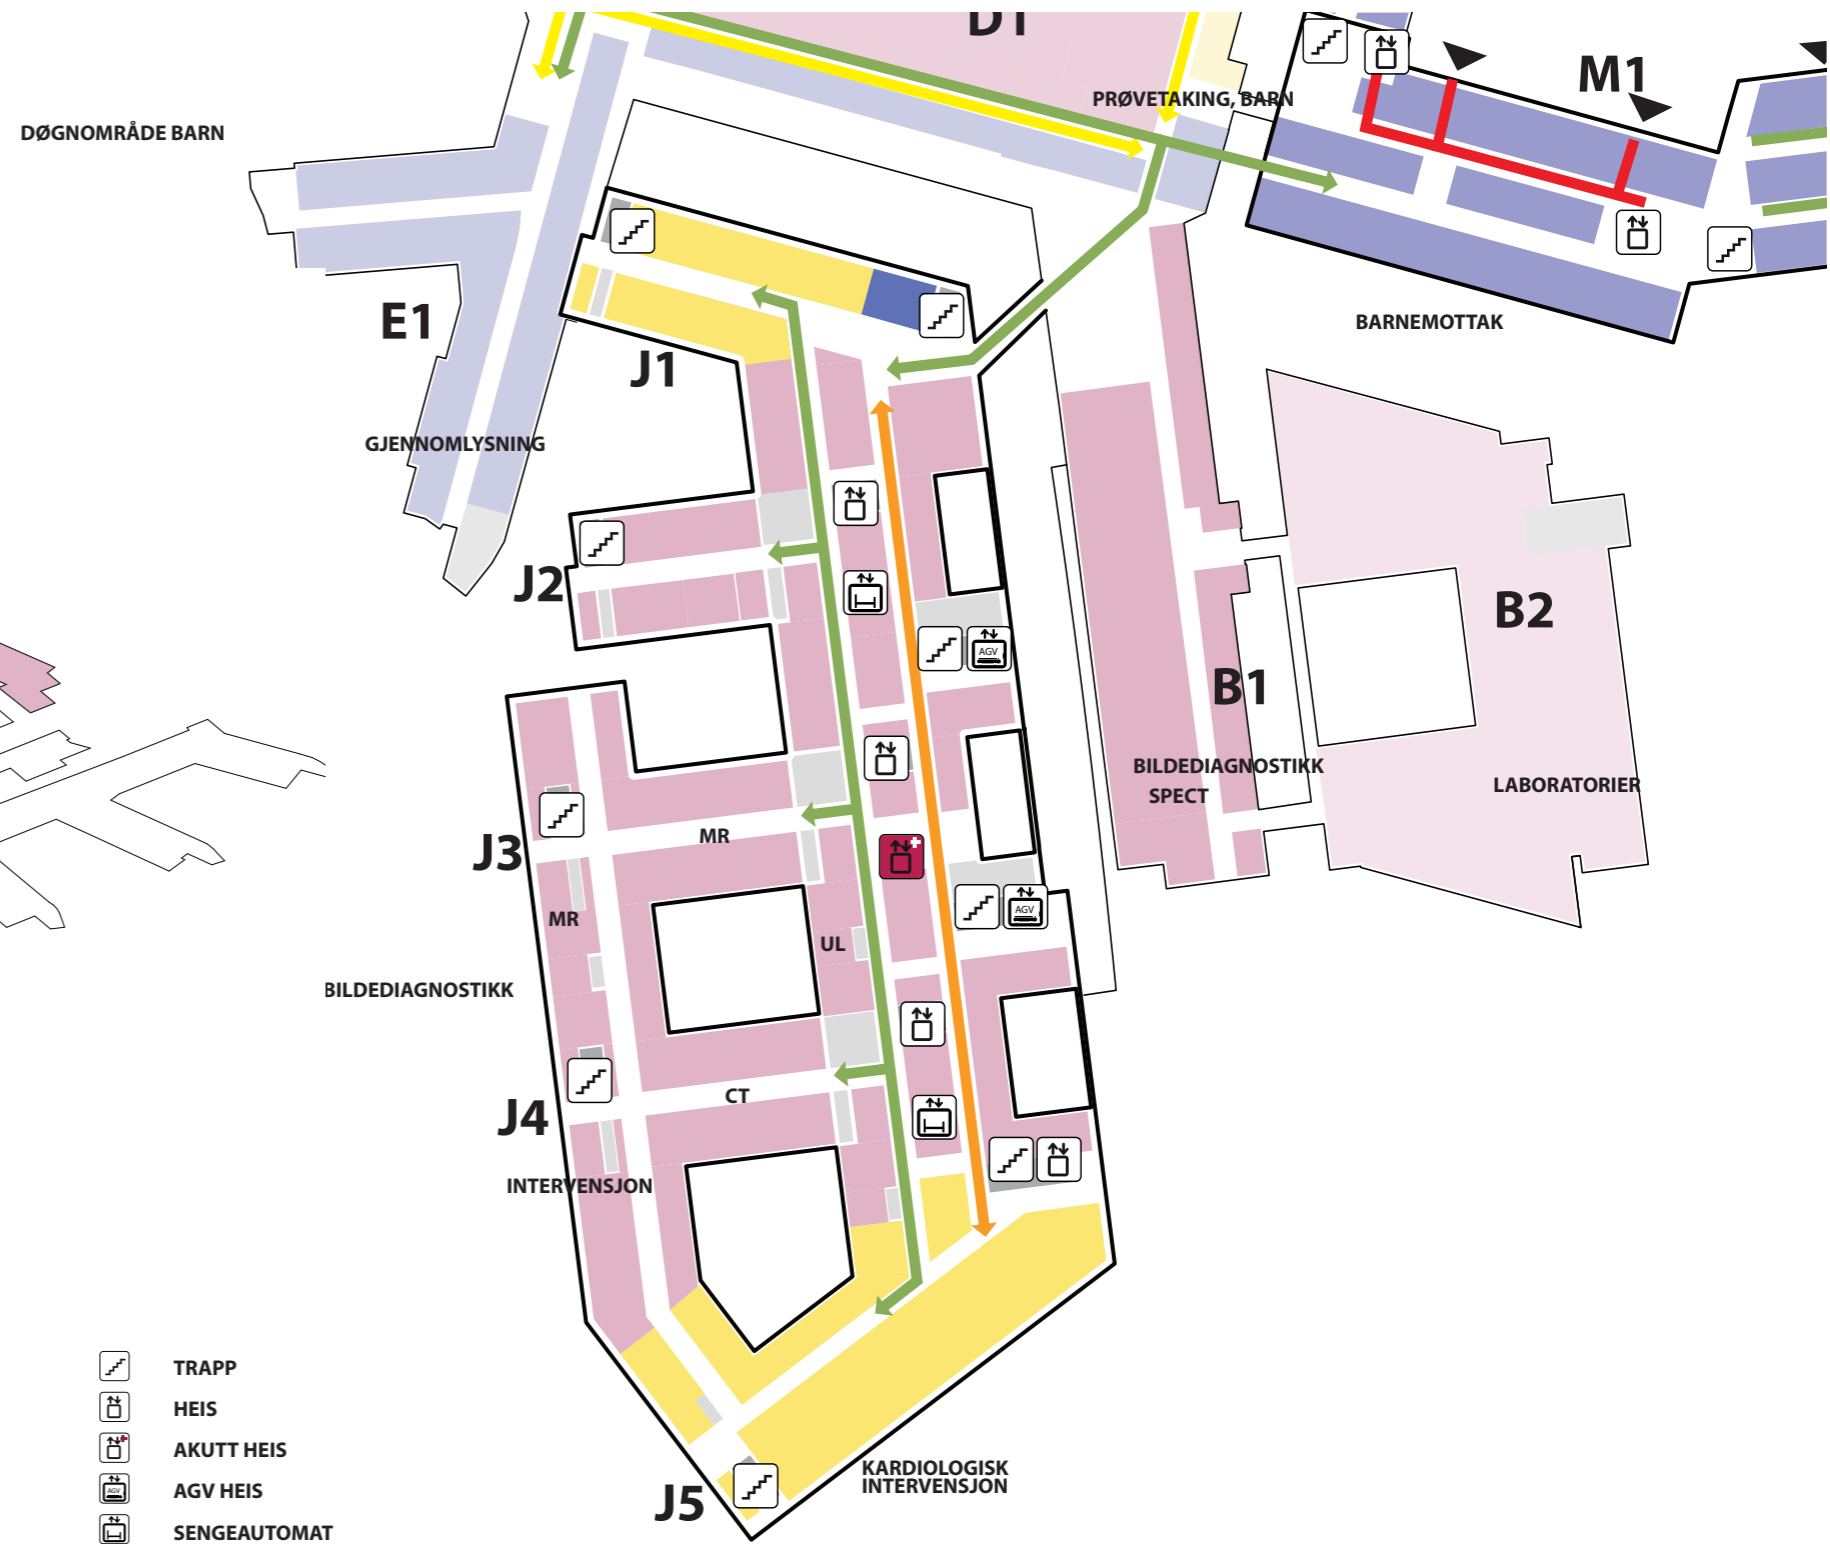 D1
M1
PRØVETAKING, BARN
DØGNOMRÅDE BARN
E1
BARNEMOTTAK
J1
GJENNOMLYSNING
J2
B2
AGV
B1
BILDEDIAGNOSTIKK
SPECT
LABORATORIER
MR
J3
AGV
MR
UL
BILDEDIAGNOSTIKK
CT
J4
INTERVENSJON
TRAPP
HEIS
AKUTT HEIS
AGV
AGV HEIS
SENGEAUTOMAT
KARDIOLOGISK
INTERVENSJON
J5